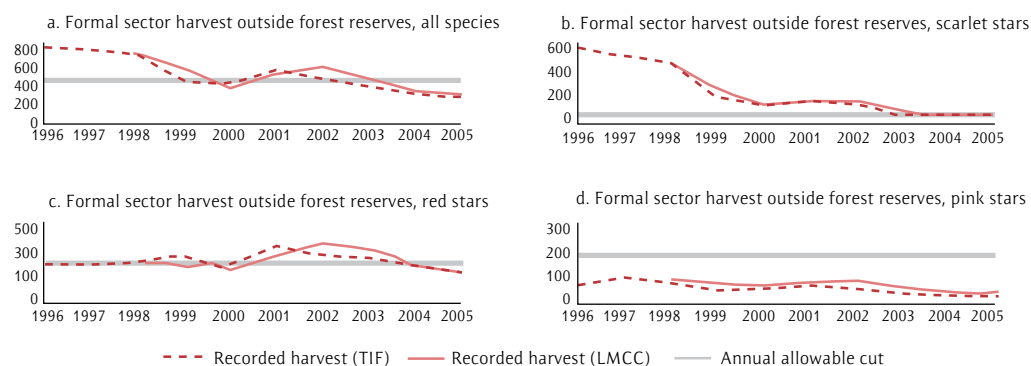 a. Formal sector harvest outside forest reserves, all species
800
600
400
200
0
1996 1997 1998 1999 2000 2001 2002 2003 2004 2005
b. Formal sector harvest outside forest reserves, scarlet stars
600
400
200
0
1996 1997 1998 1999 2000 2001 2002 2003 2004 2005
c. Formal sector harvest outside forest reserves, red stars
500
300
100
0
1996 1997 1998 1999 2000 2001 2002 2003 2004 2005
d. Formal sector harvest outside forest reserves, pink stars
300
200
100
0
1996 1997 1998 1999 2000 2001 2002 2003 2004 2005
Recorded harvest (TIF) Recorded harvest (LMCC) Annual allowable cut